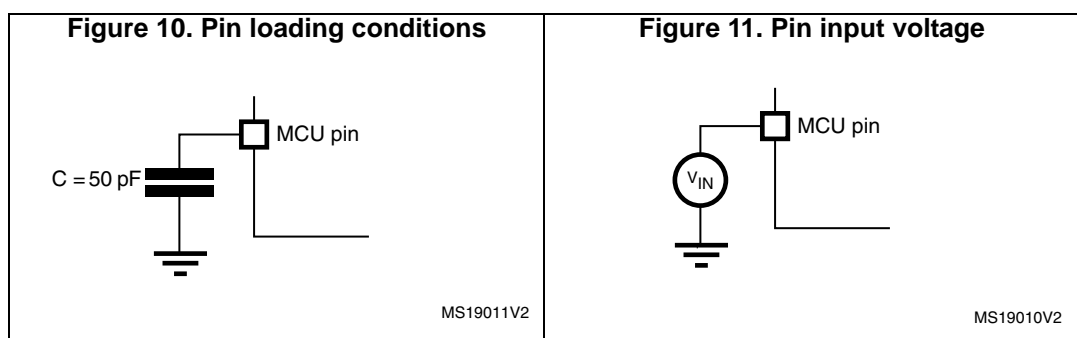 Figure 10. Pin loading conditions
Figure 11. Pin input voltage
MCU pin
C = 50 pF
MS19011V2
MCU pin
VIN
MS19010V2